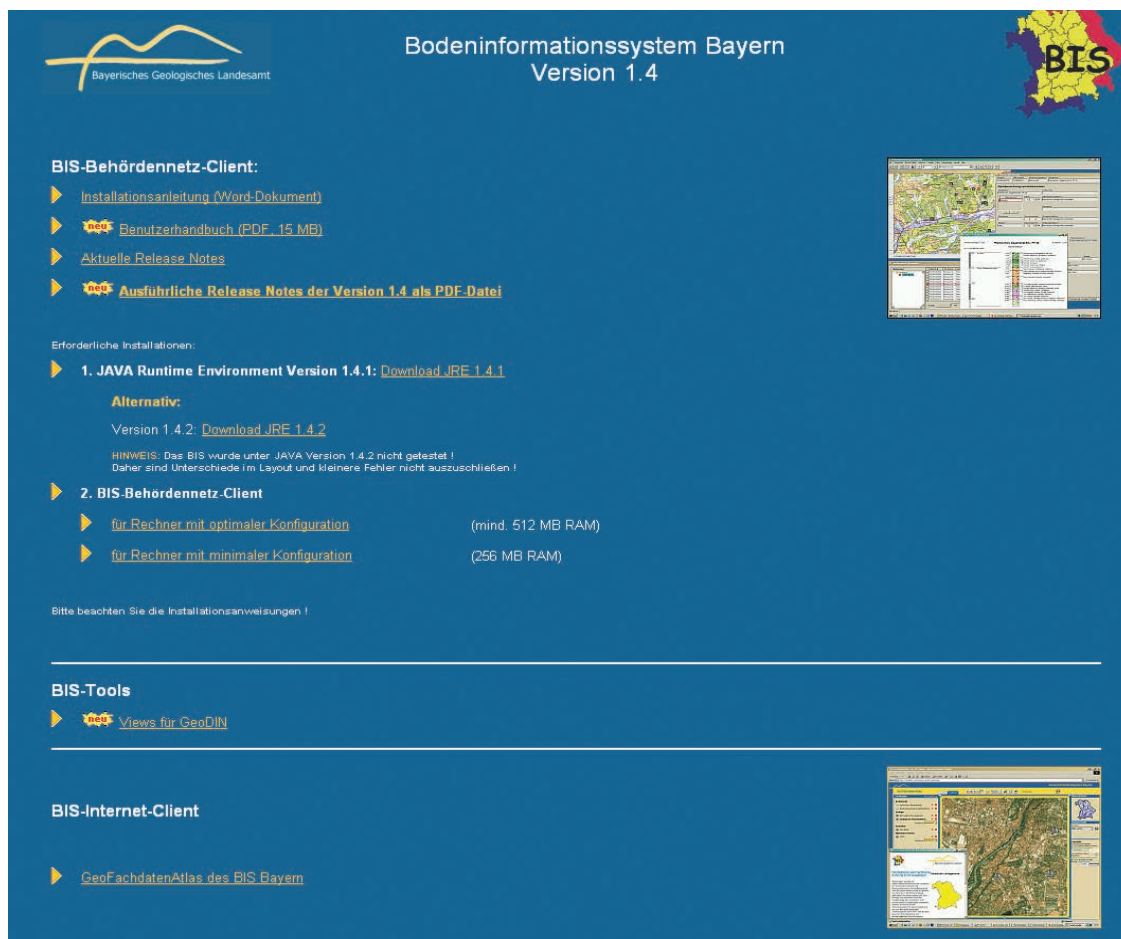 Bayerisches Geologisches Landesamt
Bodeninformationssystem Bayern
Version 1.4
BIS
BIS-Behördennetz-Client:
Installationsanleitung (Word-Dokument)
neu Benutzerhandbuch (PDF, 15 MB)
Aktuelle Release Notes
neu Ausführliche Release Notes der Version 1.4 als PDF-Datei
Erforderliche Installationen:
1. JAVA Runtime Environment Version 1.4.1: Download JRE 1.4.1
Alternativ:
Version 1.4.2: Download JRE 1.4.2
HINWEIS: Das BIS wurde unter JAVA Version 1.4.2 nicht getestet !
Daher sind Unterschiede im Layout und kleinere Fehler nicht auszuschließen !
2. BIS-Behördennetz-Client
für Rechner mit optimaler Konfiguration (mind. 512 MB RAM)
für Rechner mit minimaler Konfiguration (256 MB RAM)
Bitte beachten Sie die Installationsanweisungen !
BIS-Tools
neu Views für GeoDIN
BIS-Internet-Client
GeoFachdatenAtlas des BIS Bayern